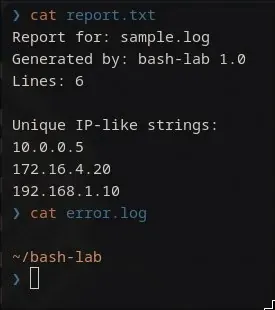 ❯ cat report.txt
Report for: sample.log
Generated by: bash-lab 1.0
Lines: 6

Unique IP-like strings:
10.0.0.5
172.16.4.20
192.168.1.10
❯ cat error.log

~/bash-lab
❯